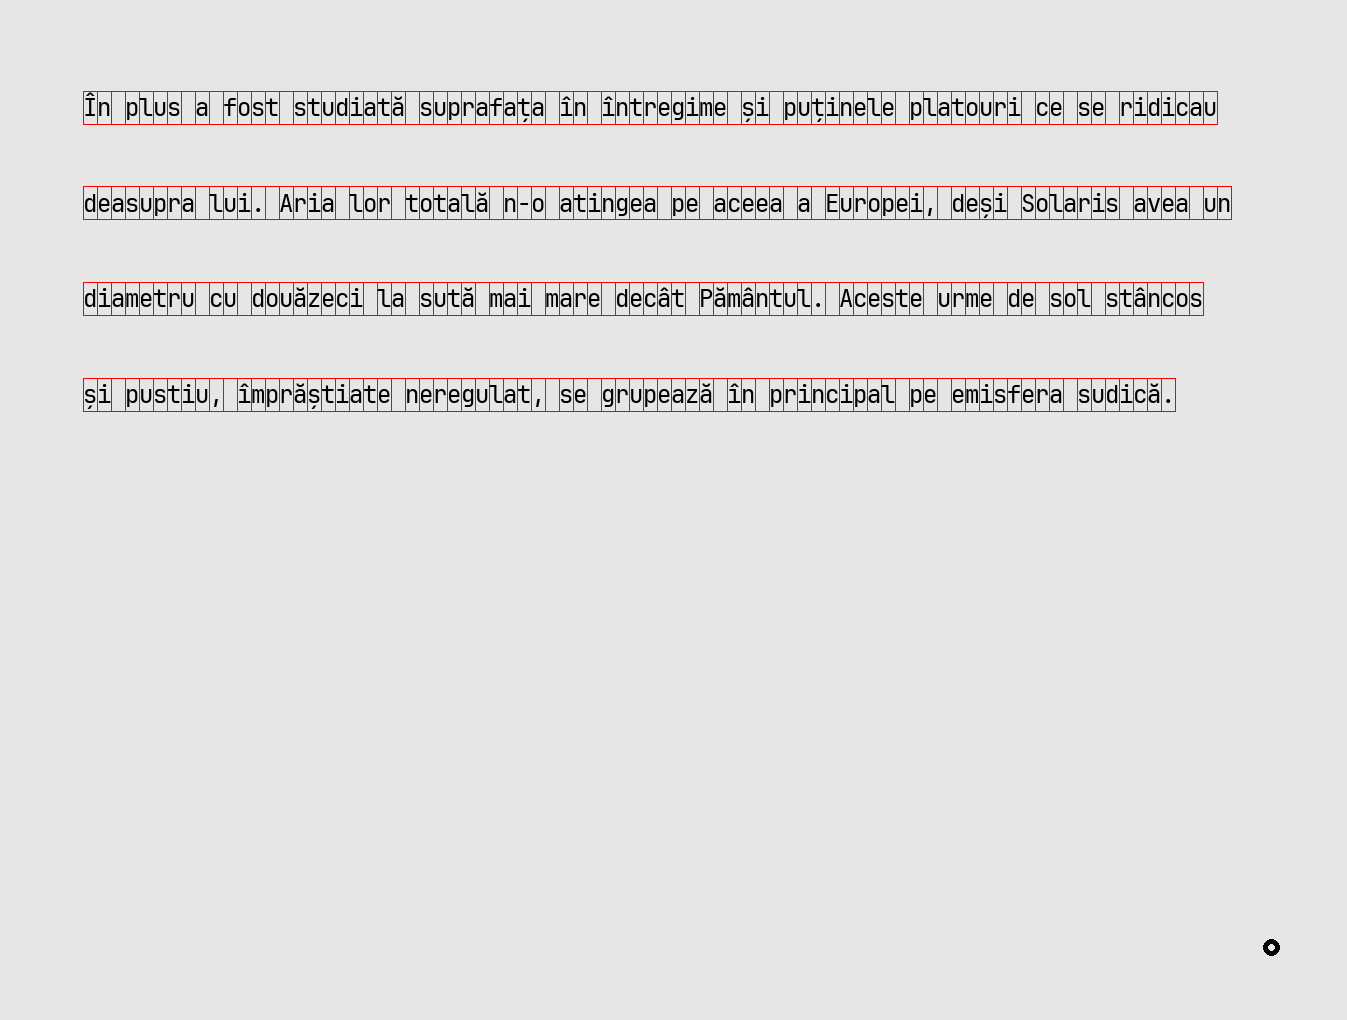 În plus a fost studiată suprafața în întregime și puținele platouri ce se ridicau
deasupra lui. Aria lor totală n-o atingea pe aceea a Europei, deși Solaris avea un
diametru cu douăzeci la sută mai mare decât Pământul. Aceste urme de sol stâncos
și pustiu, împrăștiate neregulat, se grupează în principal pe emisfera sudică.